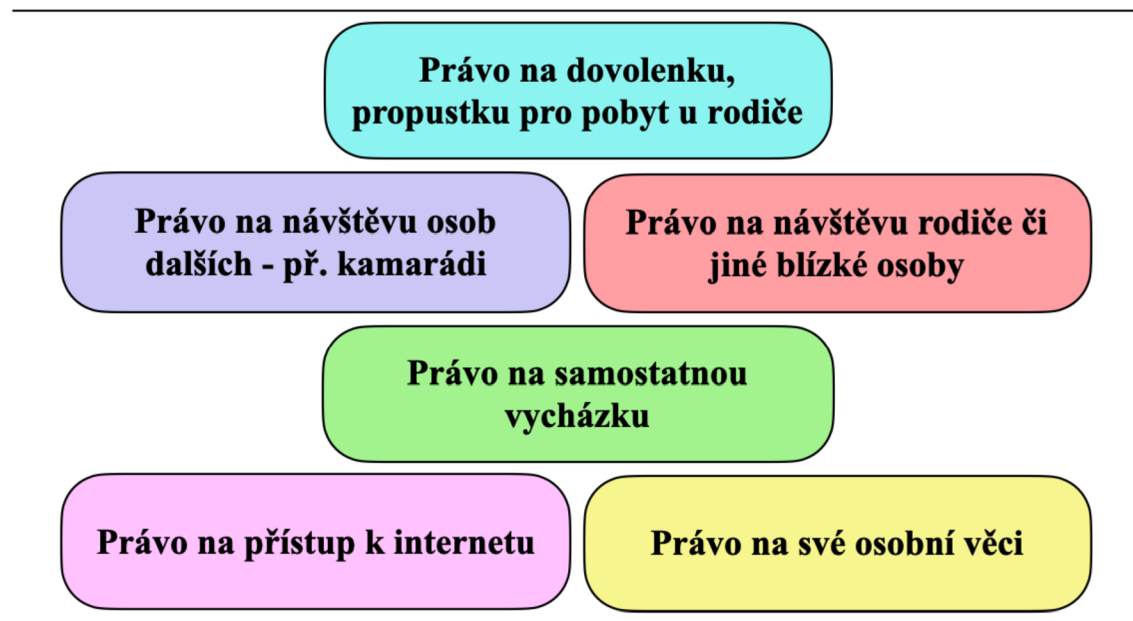 Právo na dovolenku,
propustku pro pobyt u rodiče
Právo na návštěvu osob
dalších - př. kamarádi
Právo na návštěvu rodiče či
jiné blízké osoby
Právo na samostatnou
vycházku
Právo na přístup k internetu
Právo na své osobní věci